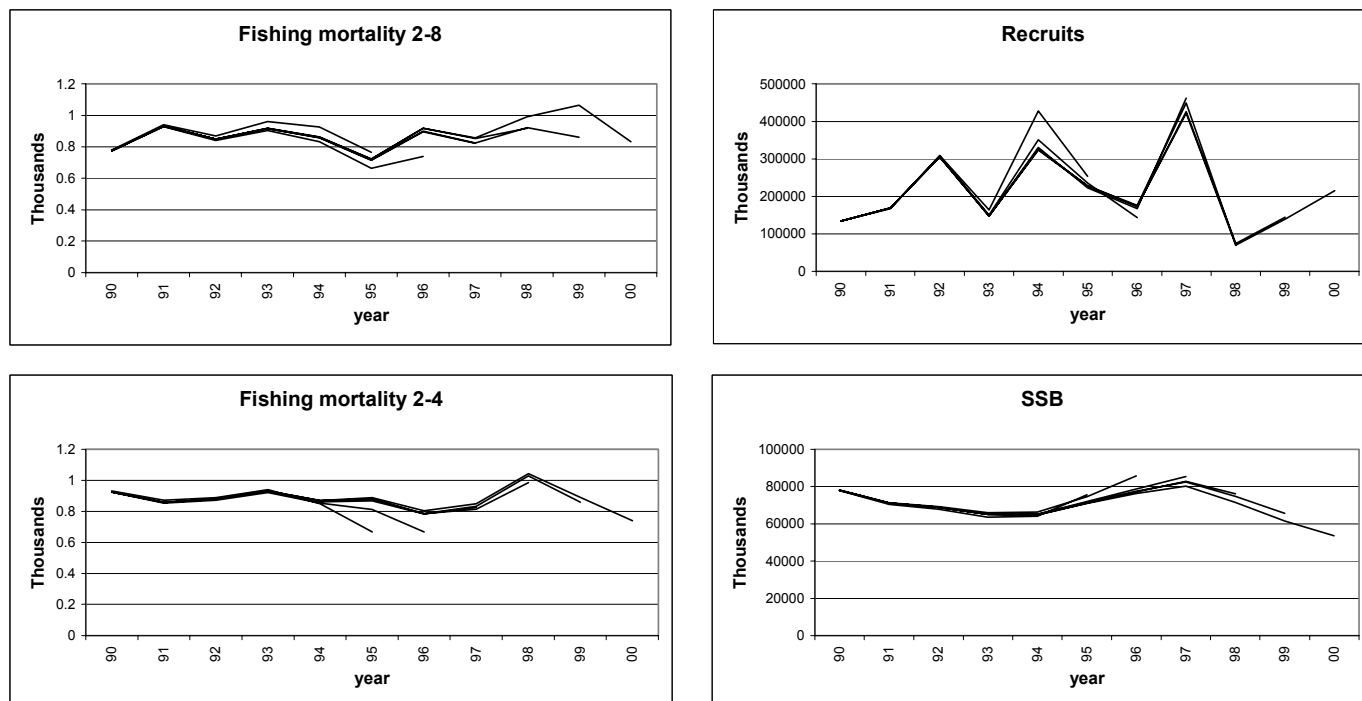 Fishing mortality 2-8
Thousands
1.2
1
0.8
0.6
0.4
0.2
0
90 91 92 93 94 95 96 97 98 99 00
year
Recruits
Thousands
500000
400000
300000
200000
100000
0
90 91 92 93 94 95 96 97 98 99 00
year
Fishing mortality 2-4
Thousands
1.2
1
0.8
0.6
0.4
0.2
0
90 91 92 93 94 95 96 97 98 99 00
year
SSB
Thousands
100000
80000
60000
40000
20000
0
90 91 92 93 94 95 96 97 98 99 00
year